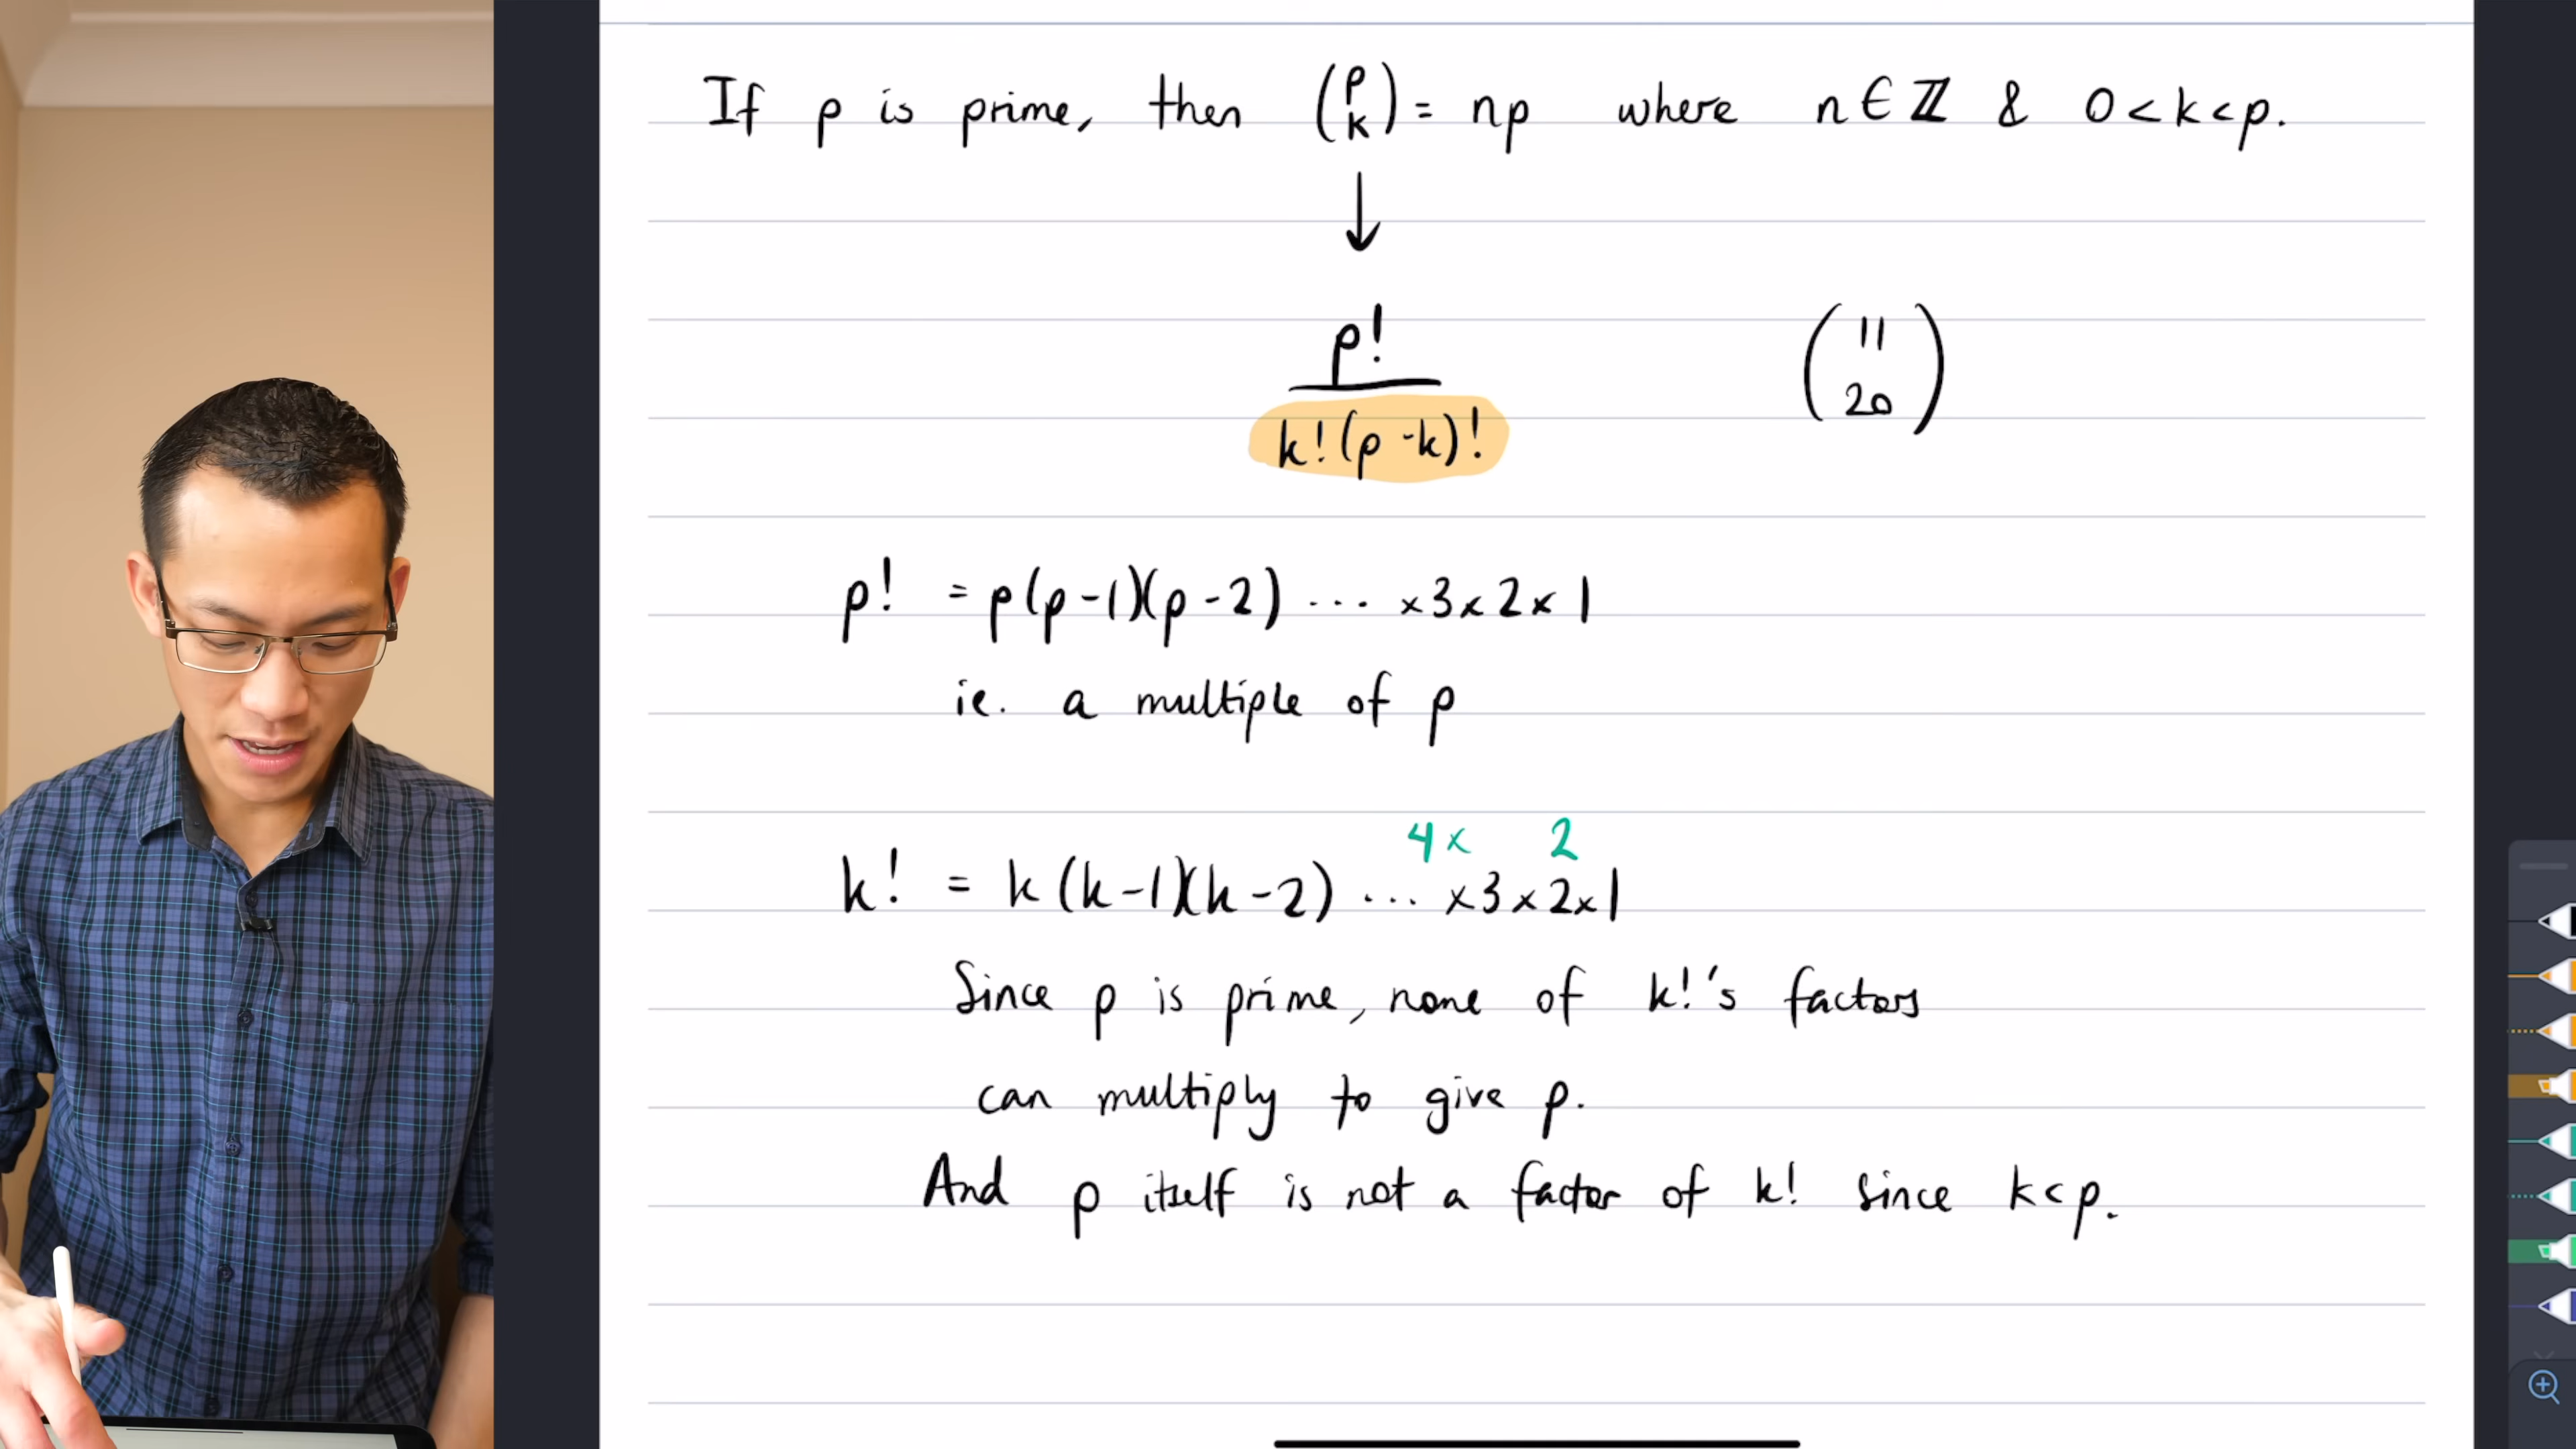 If p is prime, then (p k) = np where n ∈ ℤ & 0 < k < p.
↓
p!
k!(p-k)!
(11 20)
p! = p(p-1)(p-2) ... ×3×2×1
ie. a multiple of p
4× 2
k! = k(k-1)(k-2) ... ×3×2×1
Since p is prime, none of k!'s factors
can multiply to give p.
And p itself is not a factor of k! since k<p.